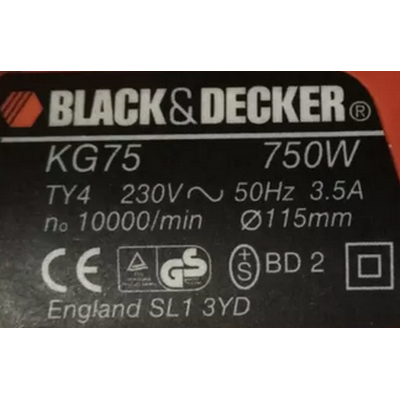 BLACK&DECKER®
KG75 750W
TY4 230V~ 50Hz 3.5A
no 10000/min Ø115mm
CE GS +S BD 2
England SL1 3YD